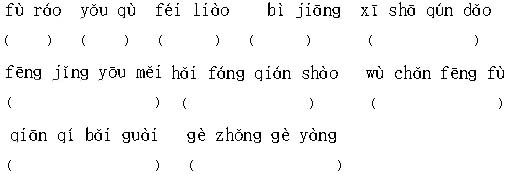 fù ráo yǒu qù féi liào bì jiāng xī shā qún dǎo
( ) ( ) ( ) ( ) ( )
fēng jǐng yōu měi hǎi fáng qián shào wù chǎn fēng fù
( ) ( ) ( )
qiān qí bǎi guài gè zhǒng gè yàng
( ) ( )